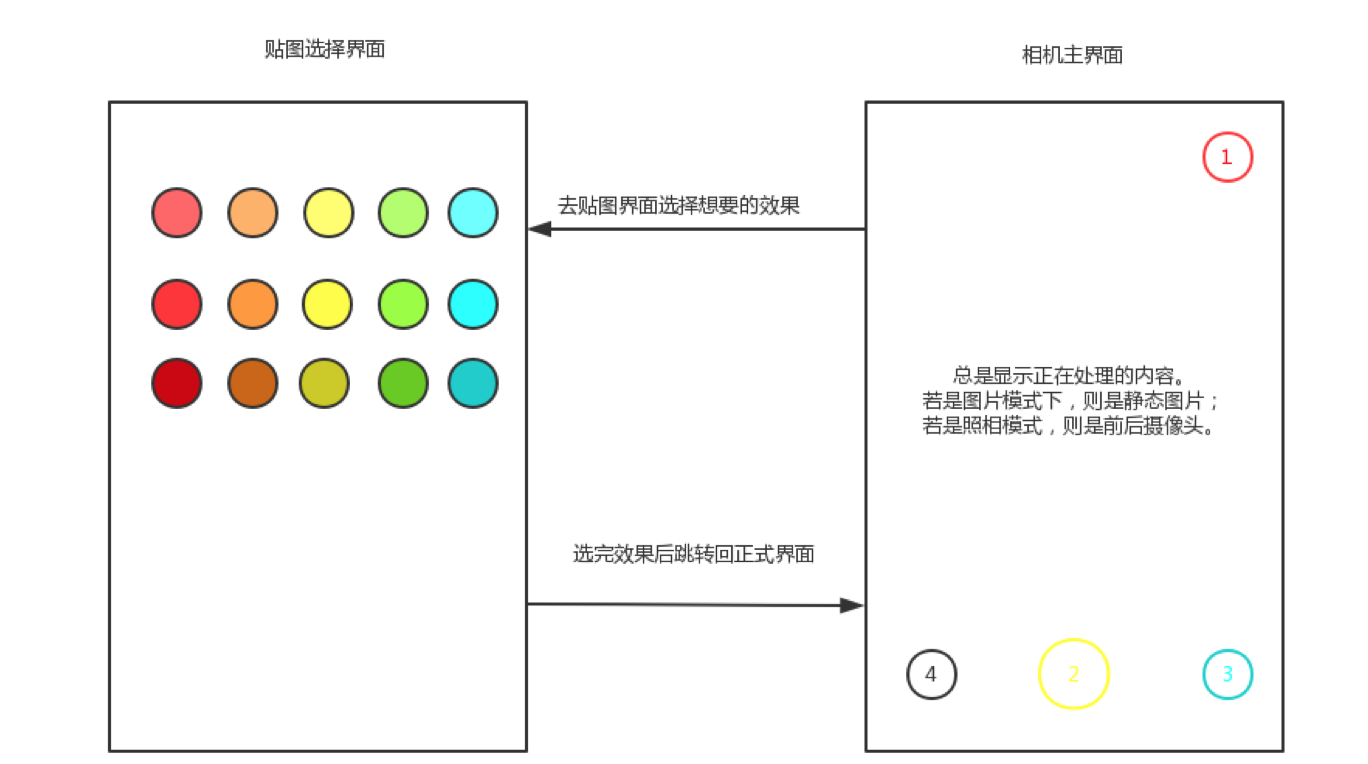 贴图选择界面
相机主界面
1
去贴图界面选择想要的效果
总是显示正在处理的内容。
若是图片模式下，则是静态图片；
若是照相模式，则是前后摄像头。
选完效果后跳转回正式界面
4
2
3